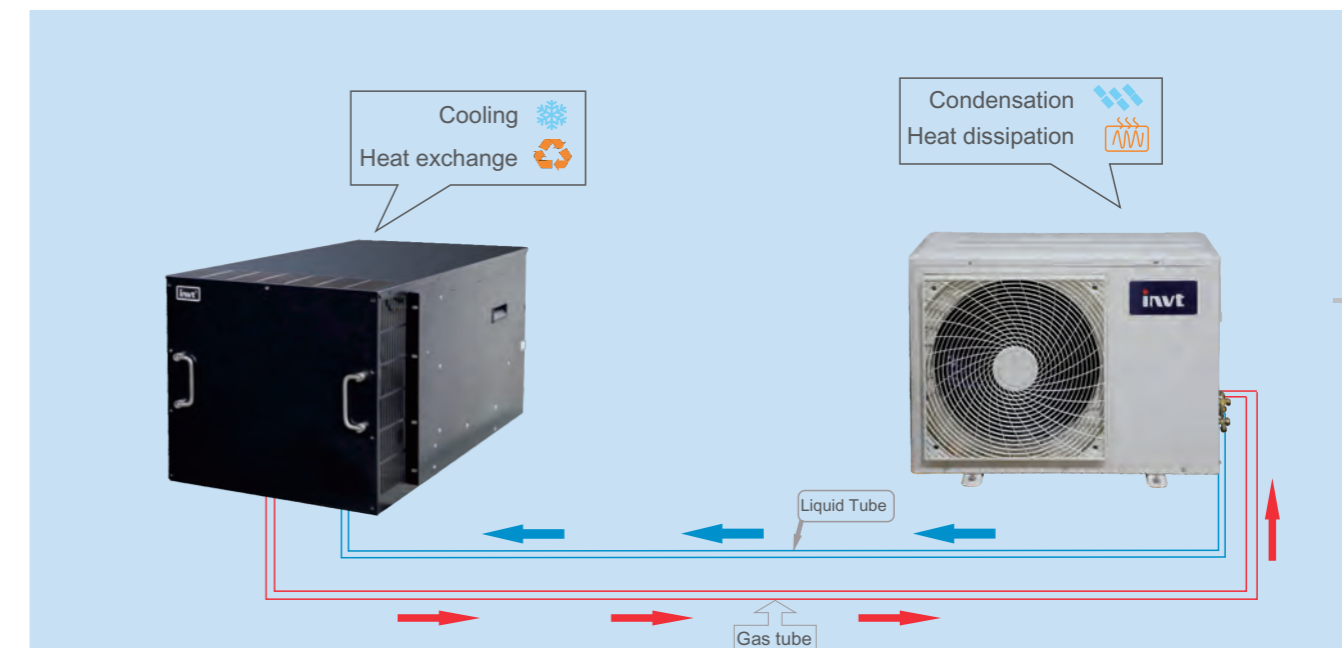 Cooling
Heat exchange
Condensation
Heat dissipation
invt
invt
Liquid Tube
Gas tube